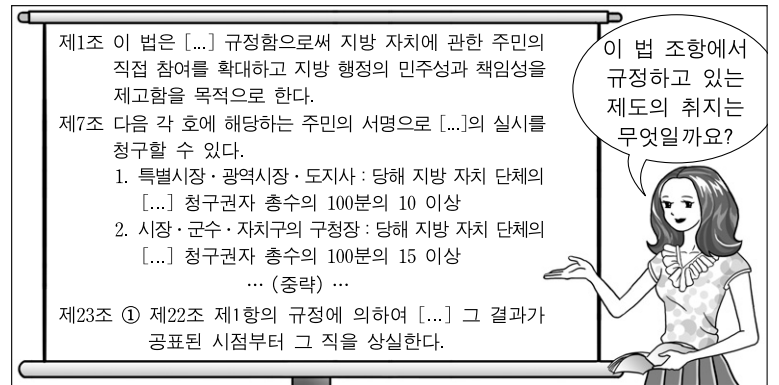 제1조 이 법은 [...] 규정함으로써 지방 자치에 관한 주민의
직접 참여를 확대하고 지방 행정의 민주성과 책임성을
제고함을 목적으로 한다.
제7조 다음 각 호에 해당하는 주민의 서명으로 [...]의 실시를
청구할 수 있다.
1. 특별시장·광역시장·도지사 : 당해 지방 자치 단체의
[...] 청구권자 총수의 100분의 10 이상
2. 시장·군수·자치구의 구청장 : 당해 지방 자치 단체의
[...] 청구권자 총수의 100분의 15 이상
… (중략) …
제23조 ① 제22조 제1항의 규정에 의하여 [...] 그 결과가
공표된 시점부터 그 직을 상실한다.
이 법 조항에서
규정하고 있는
제도의 취지는
무엇일까요?